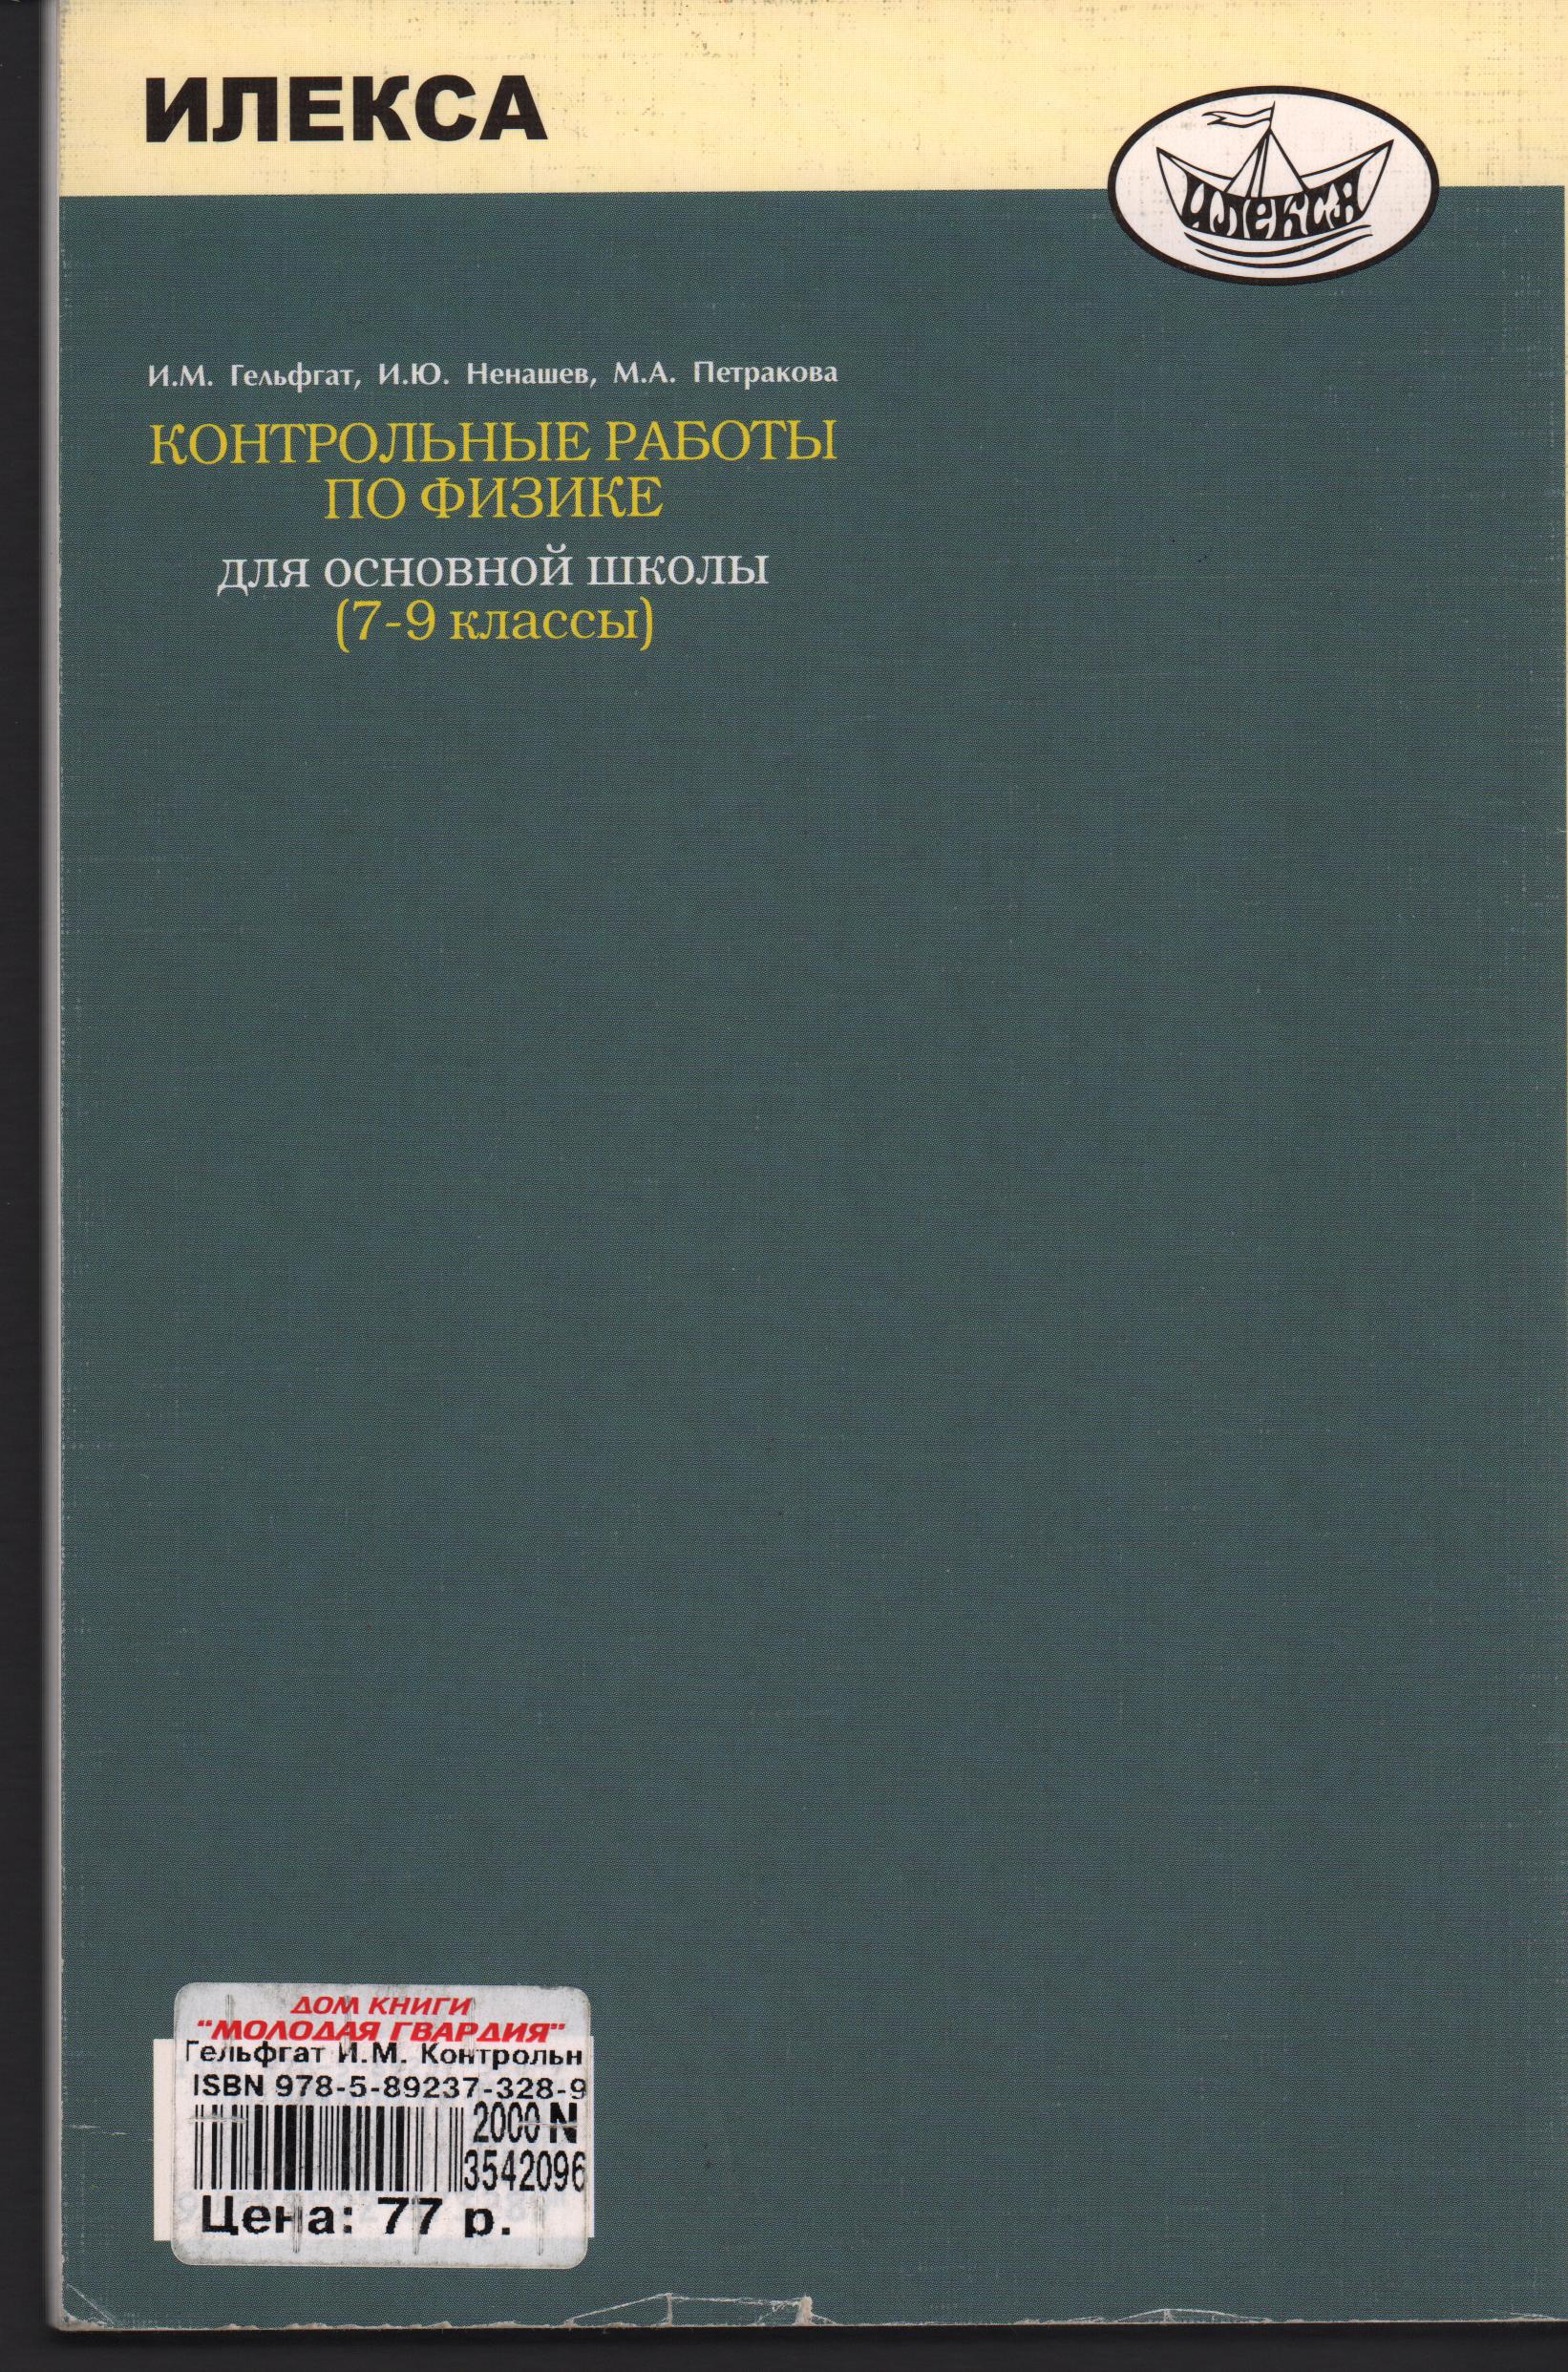 ИЛЕКСА
ИЛЕКСА
И.М. Гельфгат, И.Ю. Ненашев, М.А. Петракова
КОНТРОЛЬНЫЕ РАБОТЫ
ПО ФИЗИКЕ
ДЛЯ ОСНОВНОЙ ШКОЛЫ
(7-9 классы)
ДОМ КНИГИ
"МОЛОДАЯ ГВАРДИЯ"
Гельфгат И.М. Контрольн
ISBN 978-5-89237-328-9
2000 N
3542096
Цена: 77 р.